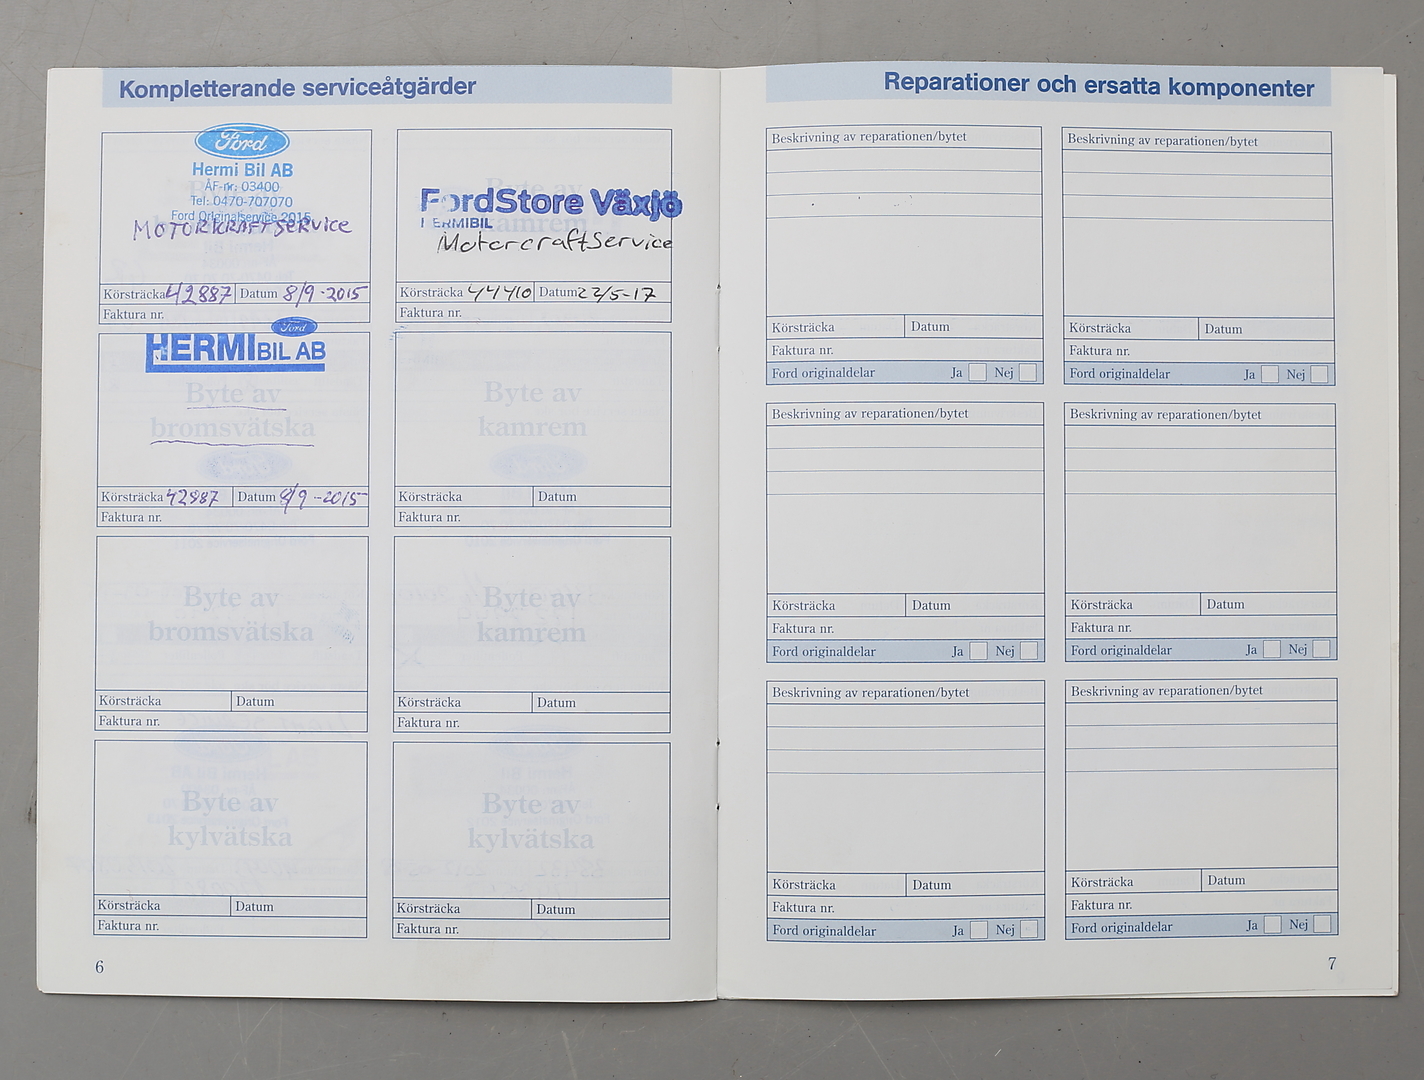 Kompletterande serviceåtgärder
Ford
Hermi Bil AB
ÅF-nr: 03400
Tel: 0470-707070
Ford Originalservice 2015
MOTORKRAFTSERVice
Körsträcka 42887 Datum 8/9-2015
Faktura nr.
FordStore Växjö
HERMIBIL
MotorcraftService
Körsträcka 44410 Datum 22/5-17
Faktura nr.
Ford
HERMI BIL AB
Byte av
bromsvätska
Körsträcka 42887 Datum 8/9-2015
Faktura nr.
Byte av
kamrem
Körsträcka Datum
Faktura nr.
Byte av
bromsvätska
Körsträcka Datum
Faktura nr.
Byte av
kamrem
Körsträcka Datum
Faktura nr.
Byte av
kylvätska
Körsträcka Datum
Faktura nr.
Byte av
kylvätska
Körsträcka Datum
Faktura nr.
6
Reparationer och ersatta komponenter
Beskrivning av reparationen/bytet
Körsträcka Datum
Faktura nr.
Ford originaldelar Ja Nej
Beskrivning av reparationen/bytet
Körsträcka Datum
Faktura nr.
Ford originaldelar Ja Nej
Beskrivning av reparationen/bytet
Körsträcka Datum
Faktura nr.
Ford originaldelar Ja Nej
Beskrivning av reparationen/bytet
Körsträcka Datum
Faktura nr.
Ford originaldelar Ja Nej
Beskrivning av reparationen/bytet
Körsträcka Datum
Faktura nr.
Ford originaldelar Ja Nej
Beskrivning av reparationen/bytet
Körsträcka Datum
Faktura nr.
Ford originaldelar Ja Nej
7